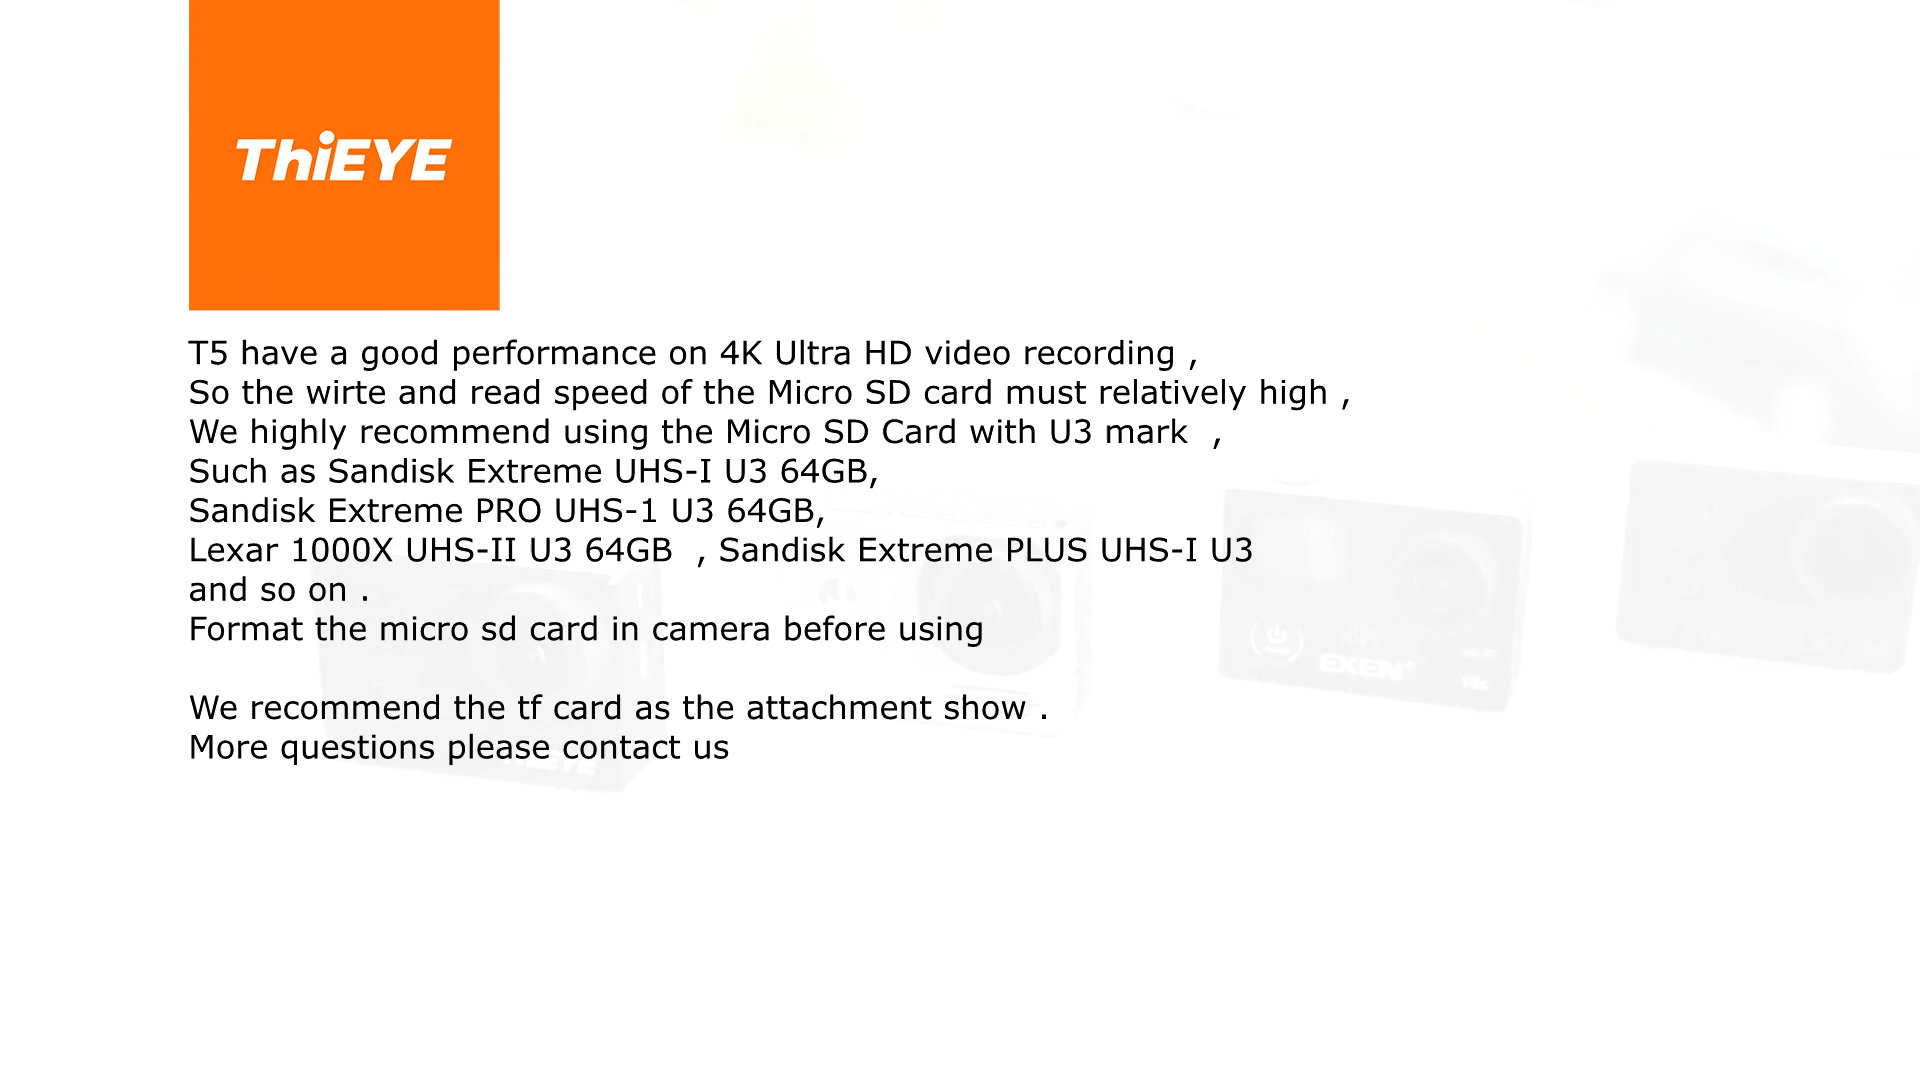 ThiEYE
T5 have a good performance on 4K Ultra HD video recording ,
So the wirte and read speed of the Micro SD card must relatively high ,
We highly recommend using the Micro SD Card with U3 mark  ,
Such as Sandisk Extreme UHS-I U3 64GB,
Sandisk Extreme PRO UHS-1 U3 64GB,
Lexar 1000X UHS-II U3 64GB  , Sandisk Extreme PLUS UHS-I U3
and so on .
Format the micro sd card in camera before using
4K
EKEN
We recommend the tf card as the attachment show .
More questions please contact us